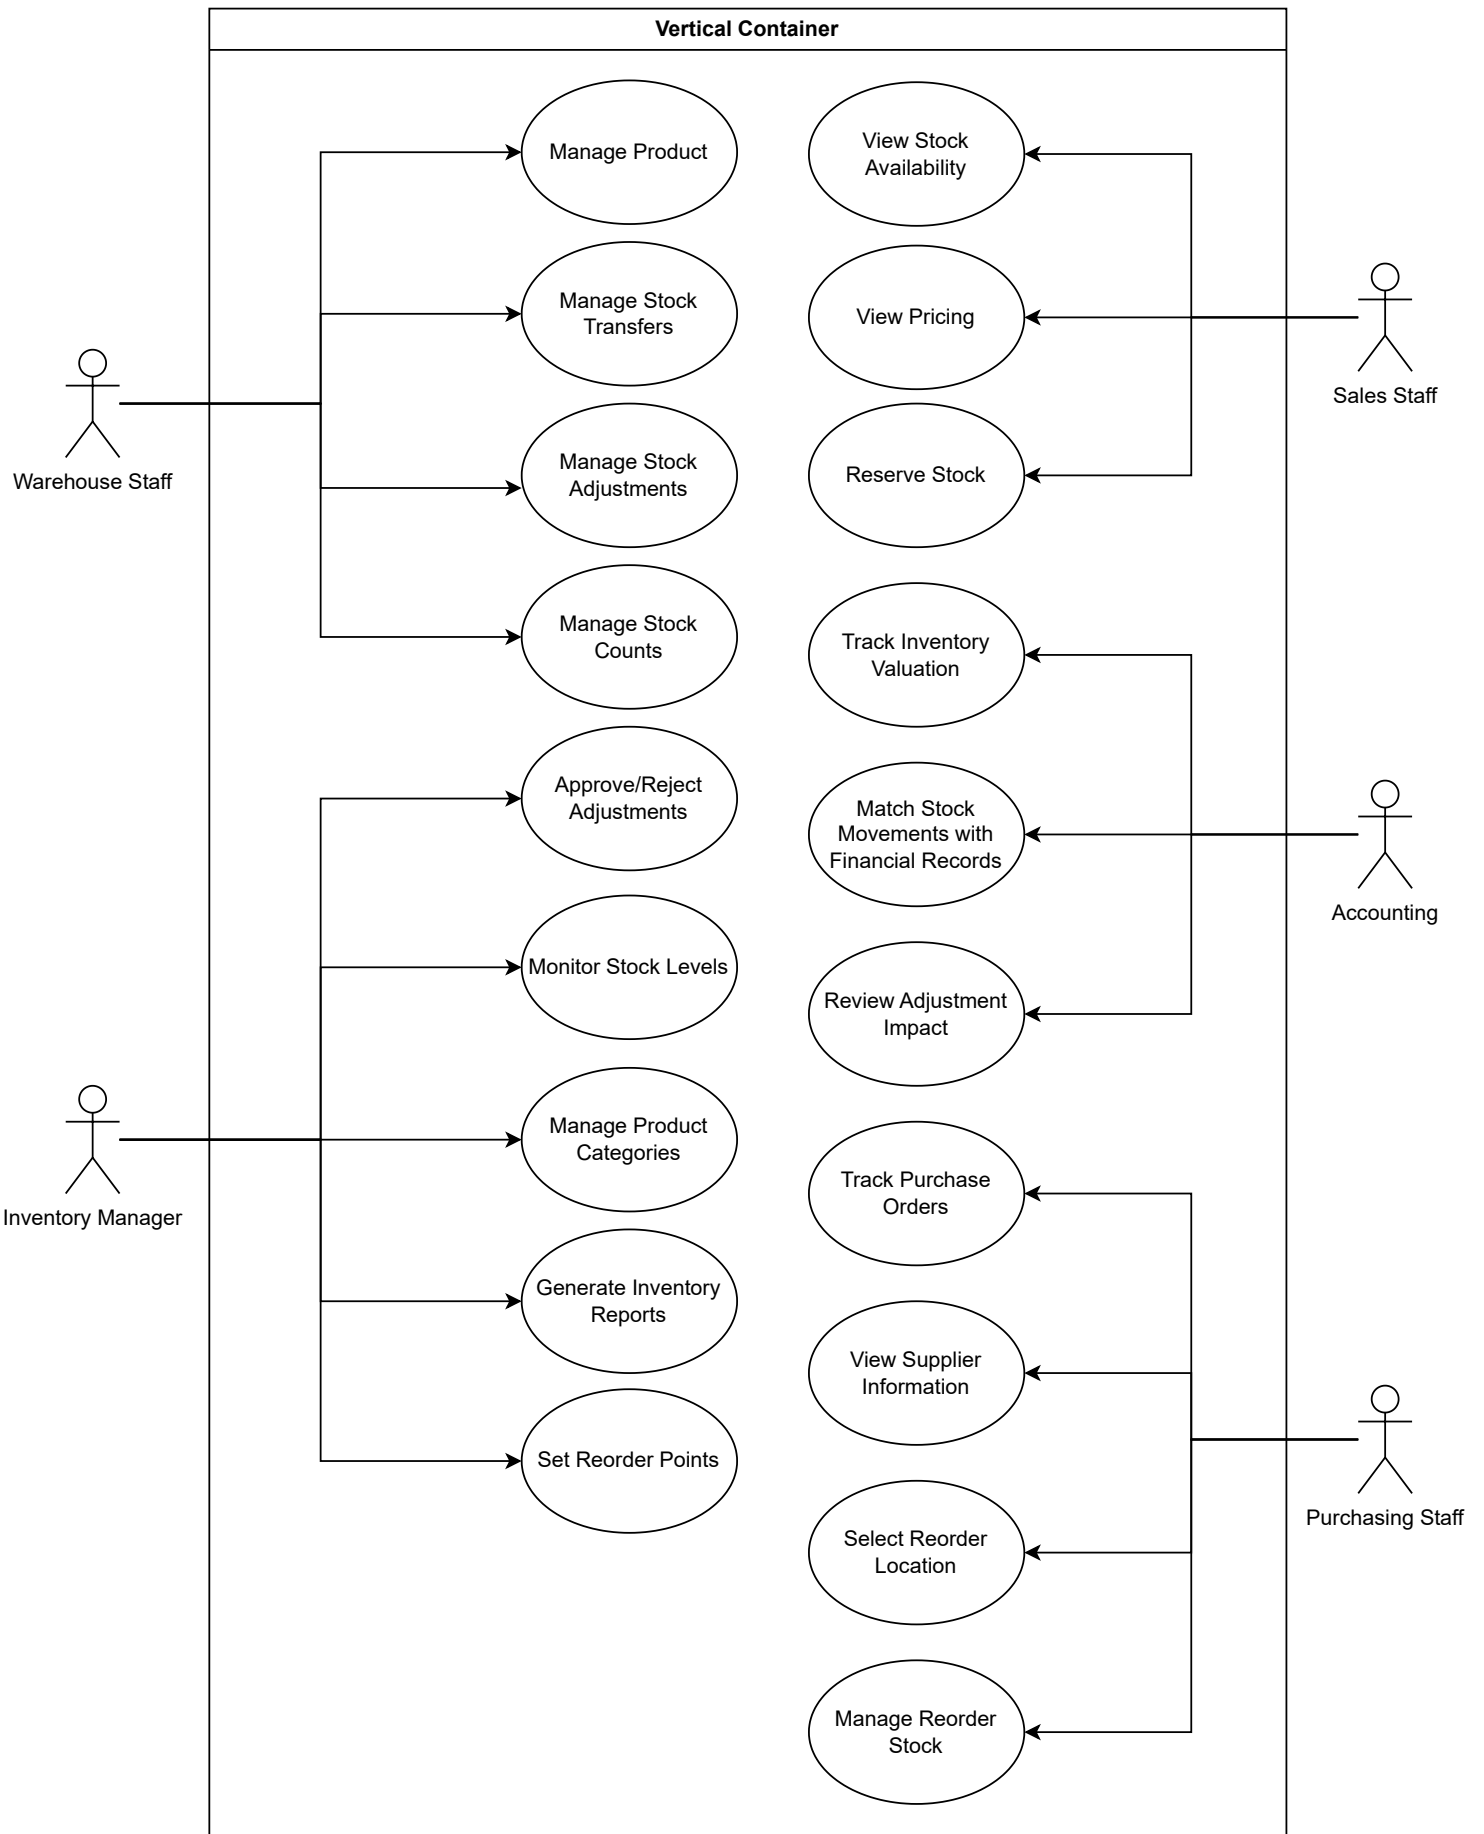 Vertical Container
Manage Product
Manage Stock
Transfers
Manage Stock
Adjustments
Manage Stock
Counts
Approve/Reject
Adjustments
Monitor Stock Levels
Manage Product
Categories
Generate Inventory
Reports
Set Reorder Points
View Stock
Availability
View Pricing
Reserve Stock
Track Inventory
Valuation
Match Stock
Movements with
Financial Records
Review Adjustment
Impact
Track Purchase
Orders
View Supplier
Information
Select Reorder
Location
Manage Reorder
Stock
Warehouse Staff
Inventory Manager
Sales Staff
Accounting
Purchasing Staff